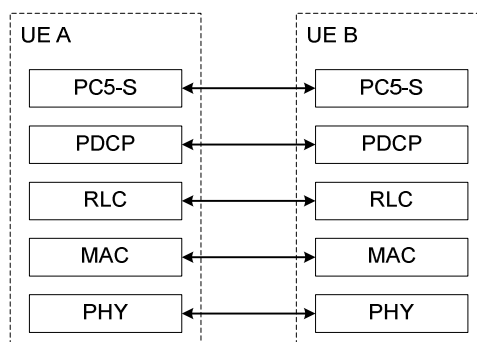 UE A
UE B
PC5-S
PC5-S
PDCP
PDCP
RLC
RLC
MAC
MAC
PHY
PHY